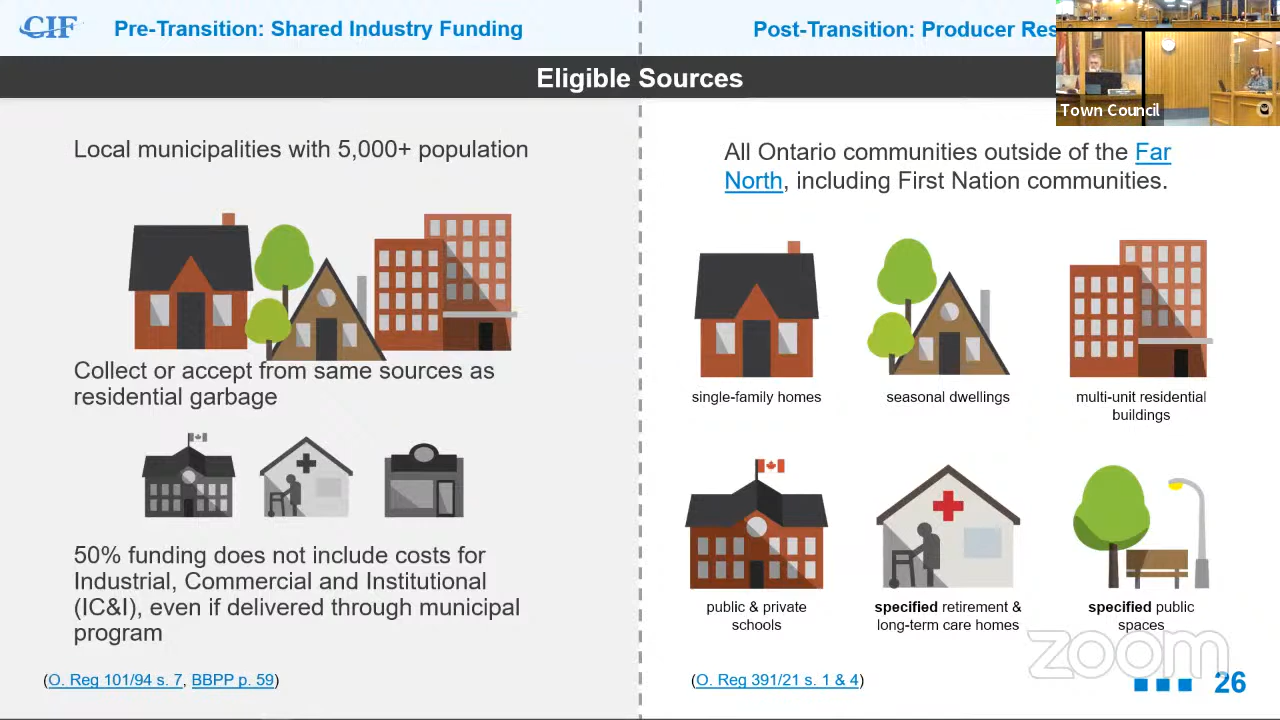 CIF
Pre-Transition: Shared Industry Funding
Post-Transition: Producer Res
Town Council
Eligible Sources
Local municipalities with 5,000+ population
Collect or accept from same sources as
residential garbage
50% funding does not include costs for
Industrial, Commercial and Institutional
(IC&I), even if delivered through municipal
program
(O. Reg 101/94 s. 7, BBPP p. 59)
All Ontario communities outside of the Far
North, including First Nation communities.
single-family homes
seasonal dwellings
multi-unit residential
buildings
public & private
schools
specified retirement &
long-term care homes
specified public
spaces
(O. Reg 391/21 s. 1 & 4)
zoom
26